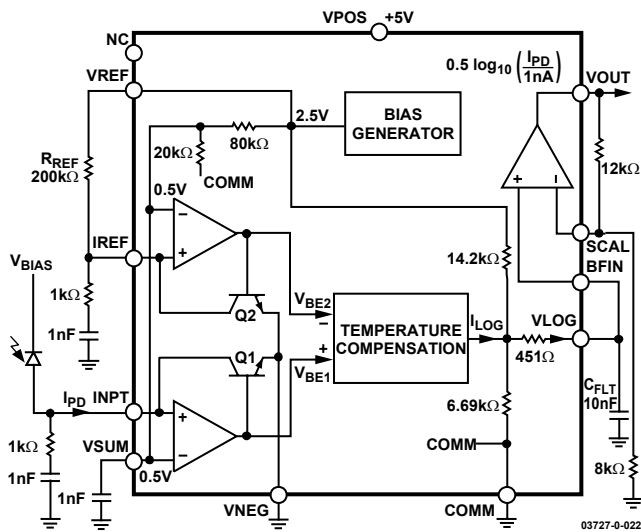 VPOS +5V
NC
VREF
0.5 log10 (IPD/1nA)
VOUT
2.5V
BIAS
GENERATOR
80kΩ
20kΩ
COMM
RREF
200kΩ
0.5V
12kΩ
+ −
−
+
IREF
SCAL
BFIN
VBIAS
14.2kΩ
1kΩ
1nF
Q2
VBE2
−
TEMPERATURE
COMPENSATION
ILOG
VLOG
451Ω
Q1
+
VBE1
IPD
INPT
CFLT
10nF
6.69kΩ
+
−
1kΩ
VSUM
0.5V
COMM
8kΩ
1nF
1nF
VNEG
COMM
03727-0-022